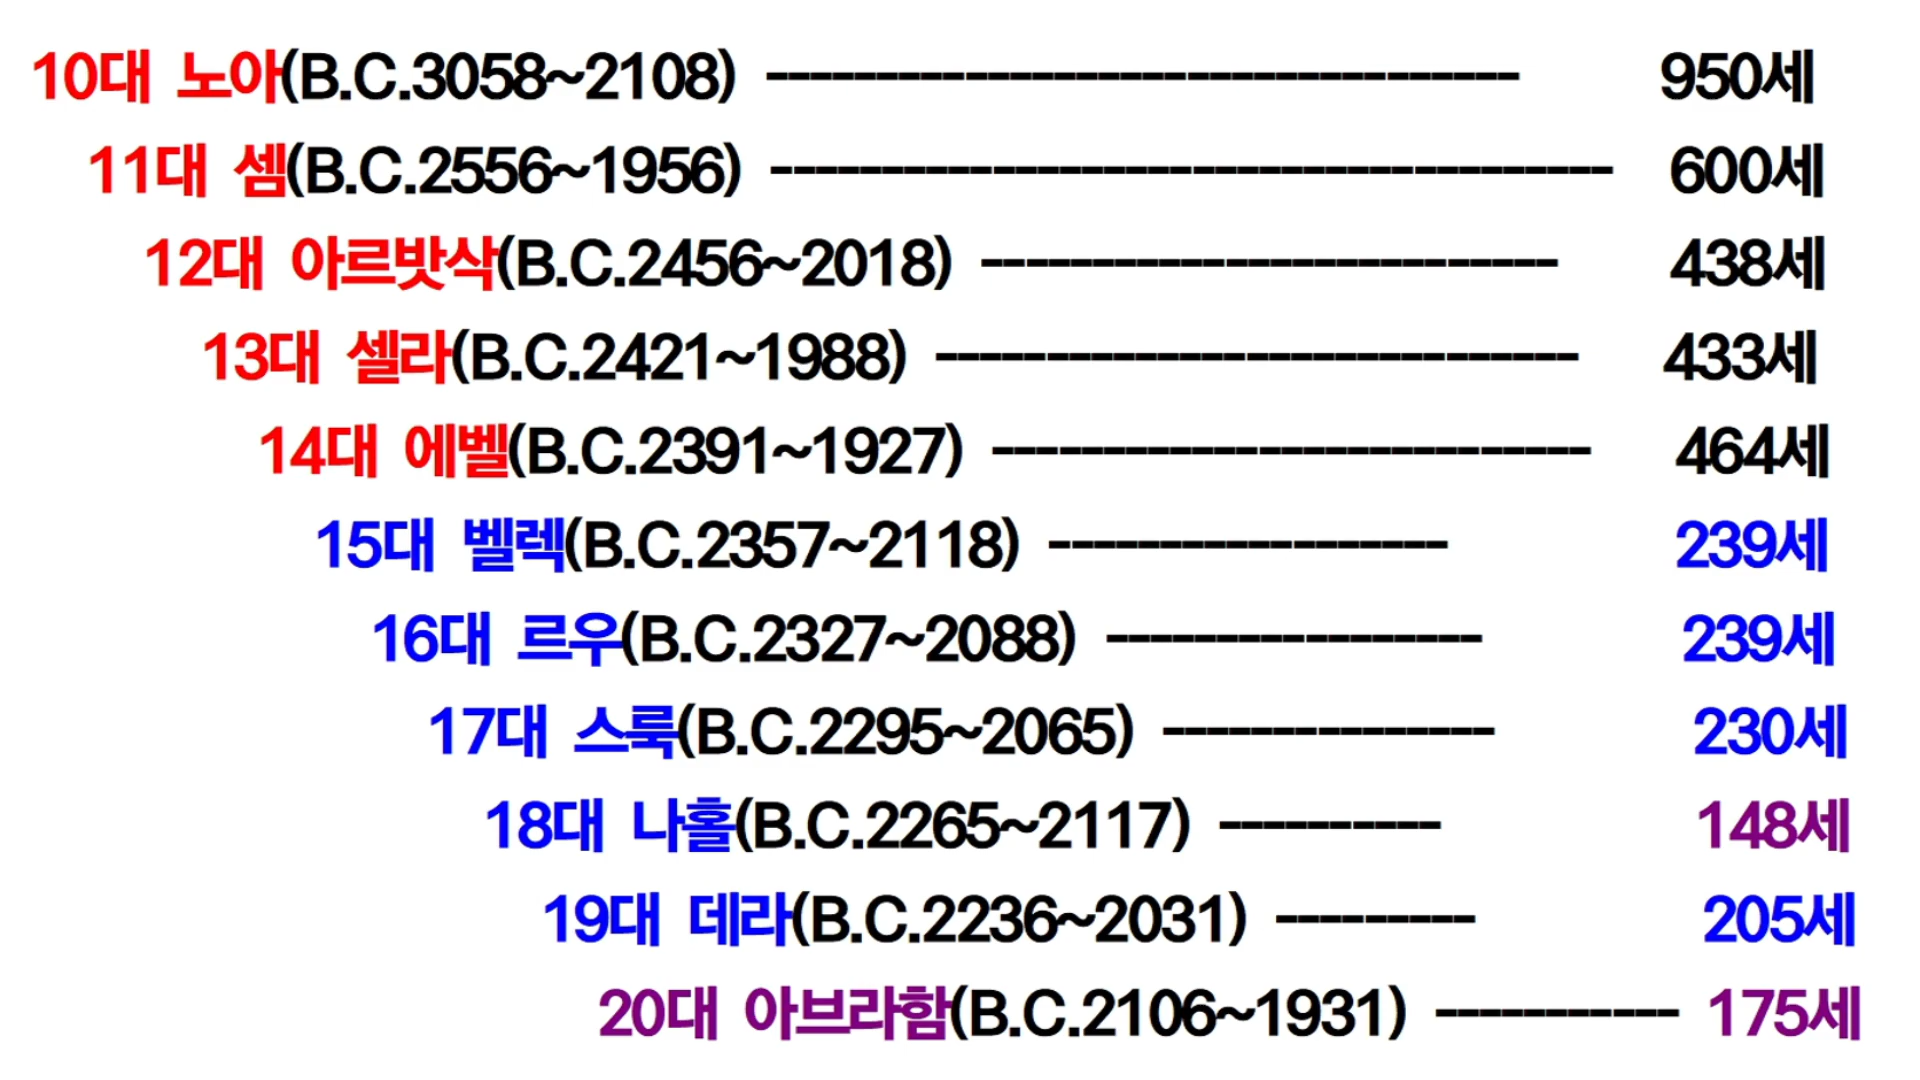 10대 노아(B.C.3058~2108) ---------------------------------- 950세
11대 셈(B.C.2556~1956) -------------------------------------- 600세
12대 아르밧삭(B.C.2456~2018) -------------------------- 438세
13대 셀라(B.C.2421~1988) ----------------------------- 433세
14대 에벨(B.C.2391~1927) --------------------------- 464세
15대 벨렉(B.C.2357~2118) ------------------ 239세
16대 르우(B.C.2327~2088) ----------------- 239세
17대 스룩(B.C.2295~2065) --------------- 230세
18대 나홀(B.C.2265~2117) ---------- 148세
19대 데라(B.C.2236~2031) --------- 205세
20대 아브라함(B.C.2106~1931) ----------- 175세